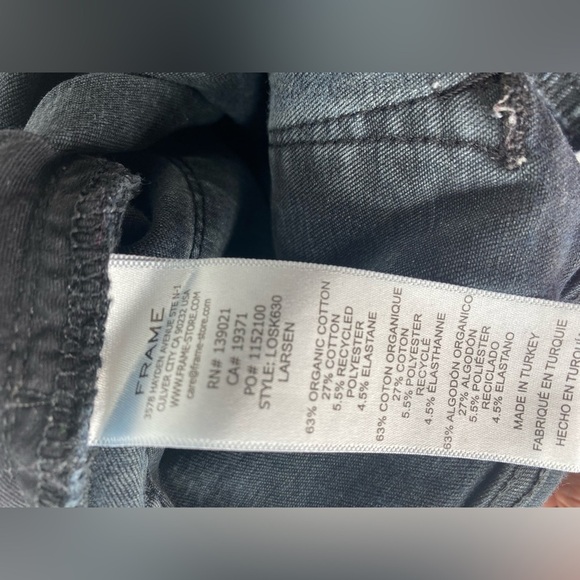 FRAME
3578 HAYDEN AVENUE STE N-1
CULVER CITY CA 90232 USA
WWW.FRAME-STORE.COM
care@frame-store.com
RN# 139021
CA# 19371
PO# 1152100
STYLE: LOSK630
LARSEN
63% ORGANIC COTTON
27% COTTON
5.5% RECYCLED
POLYESTER
4.5% ELASTANE
63% COTON ORGANIQUE
27% COTON
5.5% POLYESTER
RECYCLÉ
4.5% ELASTHANNE
63% ALGODÓN ORGÁNICO
27% ALGODÓN
5.5% POLIÉSTER
RECICLADO
4.5% ELASTANO
MADE IN TURKEY
FABRIQUÉ EN TURQUIE
HECHO EN TURQUÍA